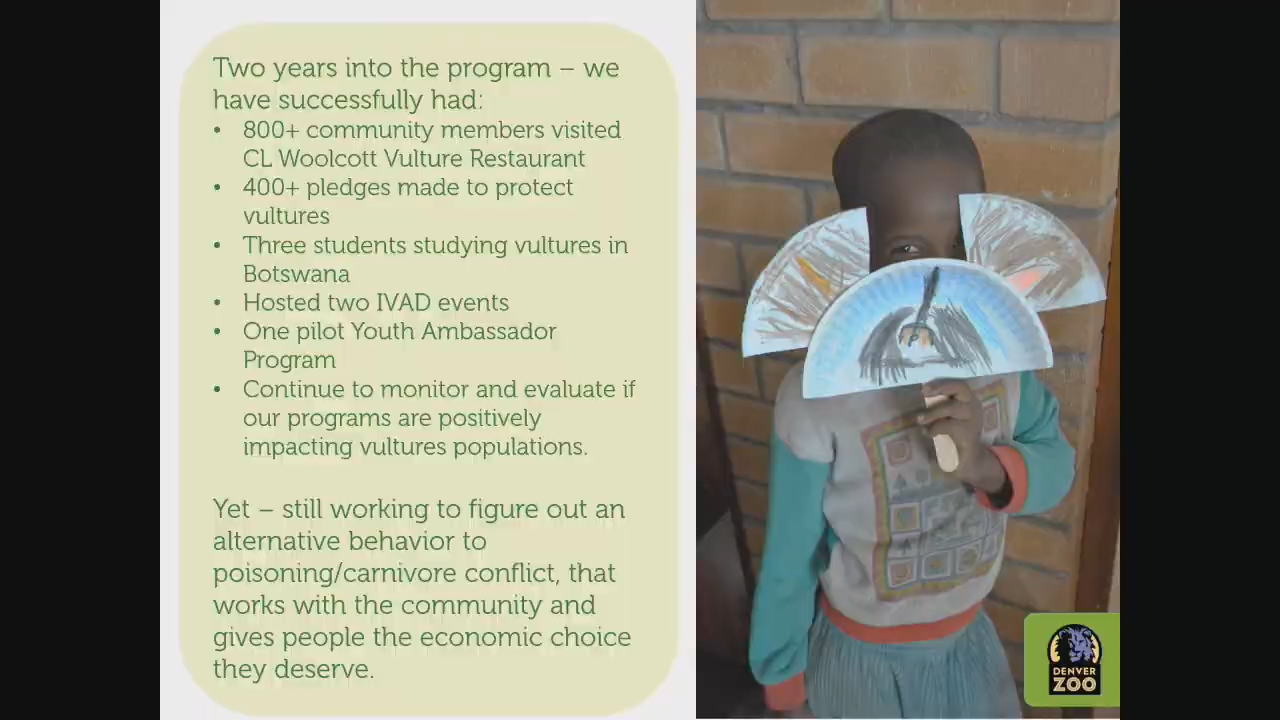 Two years into the program – we
have successfully had:
• 800+ community members visited
CL Woolcott Vulture Restaurant
• 400+ pledges made to protect
vultures
• Three students studying vultures in
Botswana
• Hosted two IVAD events
• One pilot Youth Ambassador
Program
• Continue to monitor and evaluate if
our programs are positively
impacting vultures populations.
Yet – still working to figure out an
alternative behavior to
poisoning/carnivore conflict, that
works with the community and
gives people the economic choice
they deserve.
DENVER
ZOO